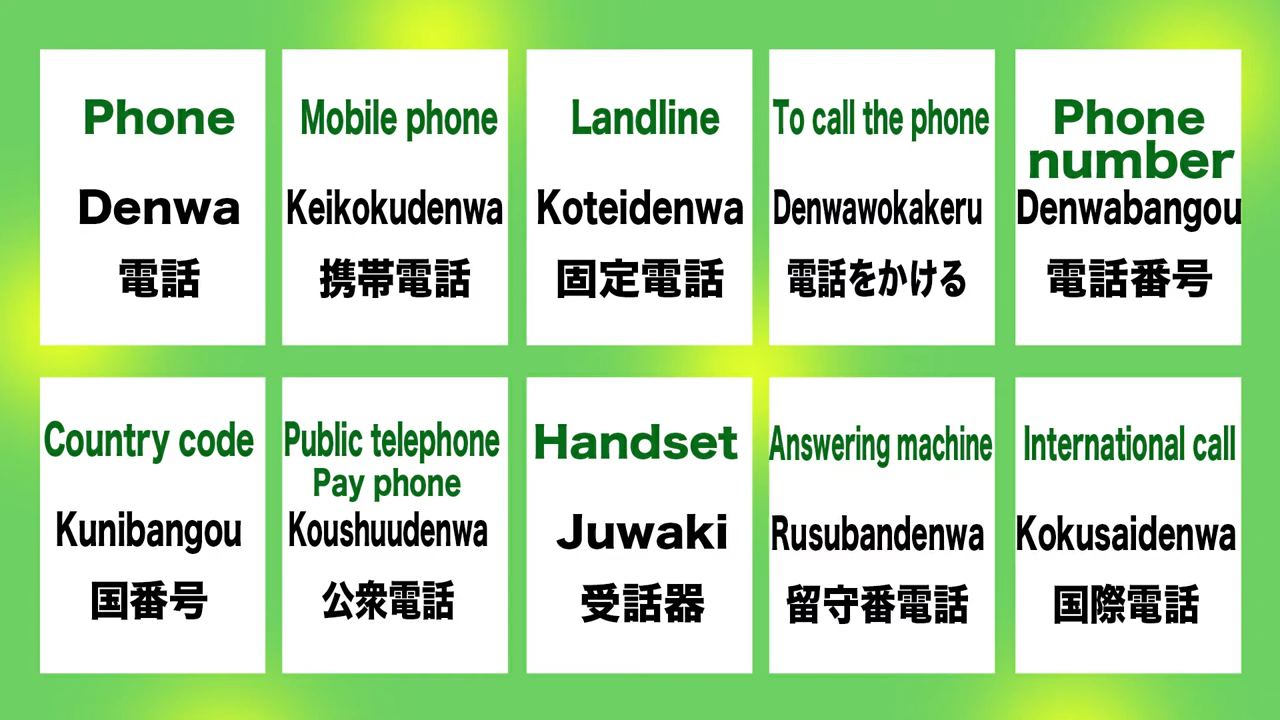 Phone
Denwa
電話
Mobile phone
Keikokudenwa
携帯電話
Landline
Koteidenwa
固定電話
To call the phone
Denwawokakeru
電話をかける
Phone
number
Denwabangou
電話番号
Country code
Kunibangou
国番号
Public telephone
Pay phone
Koushuudenwa
公衆電話
Handset
Juwaki
受話器
Answering machine
Rusubandenwa
留守番電話
International call
Kokusaidenwa
国際電話